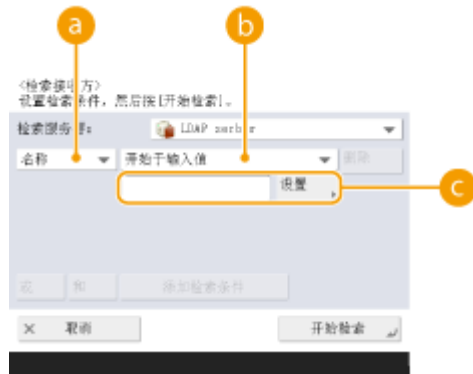 a
b
<检索接收方>
设置检索条件，然后按[开始检索]。
检索服务器:
LDAP serber
名称
开始于输入值
删除
设置
c
或
和
添加检索条件
× 取消
开始检索